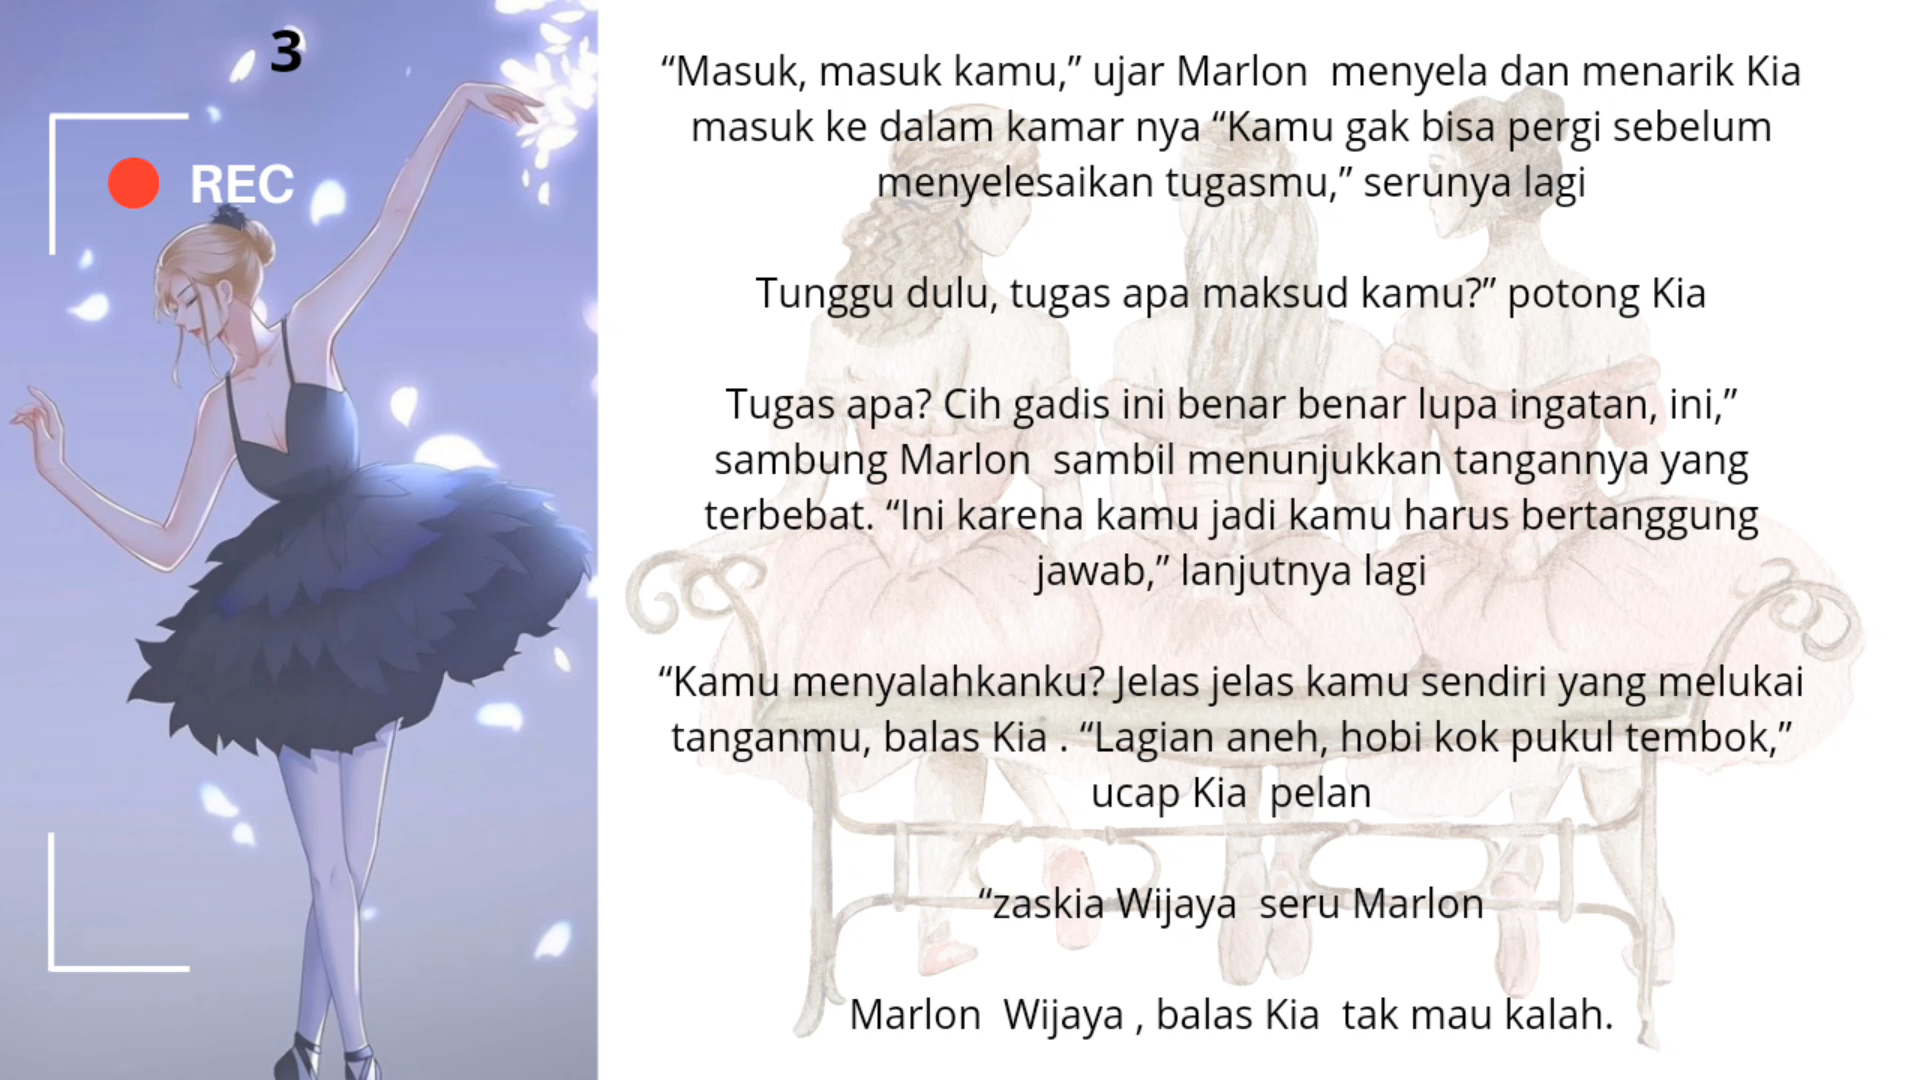 3
REC
“Masuk, masuk kamu,” ujar Marlon menyela dan menarik Kia
masuk ke dalam kamar nya “Kamu gak bisa pergi sebelum
menyelesaikan tugasmu,” serunya lagi
Tunggu dulu, tugas apa maksud kamu?” potong Kia
Tugas apa? Cih gadis ini benar benar lupa ingatan, ini,”
sambung Marlon sambil menunjukkan tangannya yang
terbebat. “Ini karena kamu jadi kamu harus bertanggung
jawab,” lanjutnya lagi
“Kamu menyalahkanku? Jelas jelas kamu sendiri yang melukai
tanganmu, balas Kia . “Lagian aneh, hobi kok pukul tembok,”
ucap Kia pelan
“zaskia Wijaya seru Marlon
Marlon Wijaya , balas Kia tak mau kalah.